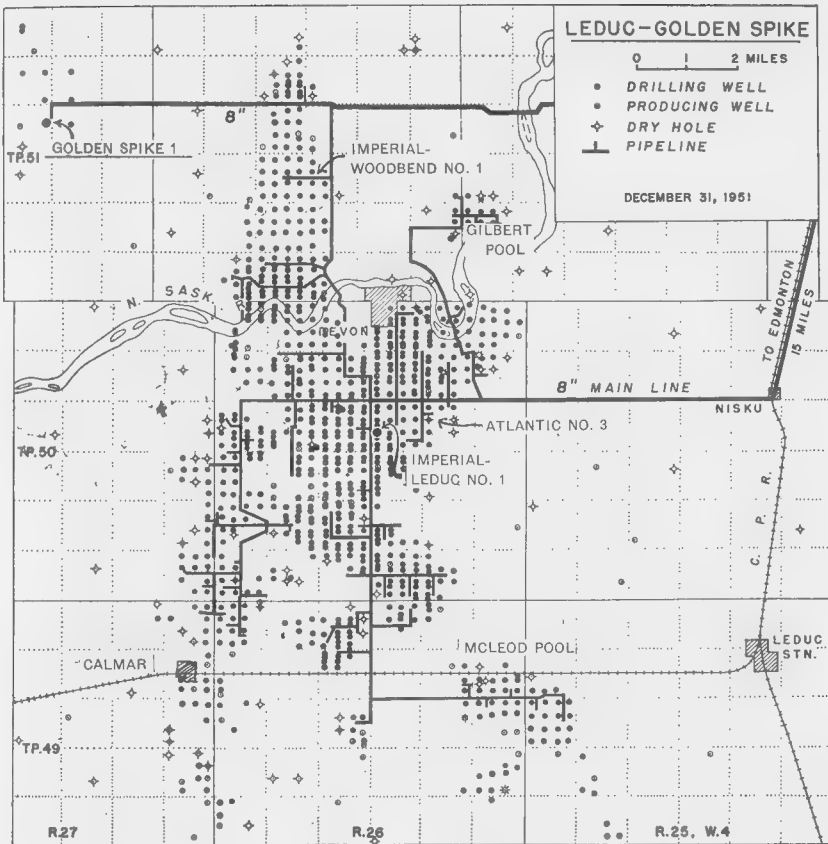 LEDUC-GOLDEN SPIKE
0 1 2 MILES
DRILLING WELL
PRODUCING WELL
DRY HOLE
PIPELINE
DECEMBER 31, 1951
8"
GOLDEN SPIKE 1
TP.51
IMPERIAL-
WOODBEND NO. 1
GILBERT
POOL
N. SASK.
DEVON
TO EDMONTON
15 MILES
8" MAIN LINE
NISKU
ATLANTIC NO. 3
TP.50
IMPERIAL-
LEDUC NO. 1
C. P. R.
CALMAR
MCLEOD POOL
LEDUC
STN.
TP.49
R.27
R.26
R.25, W.4